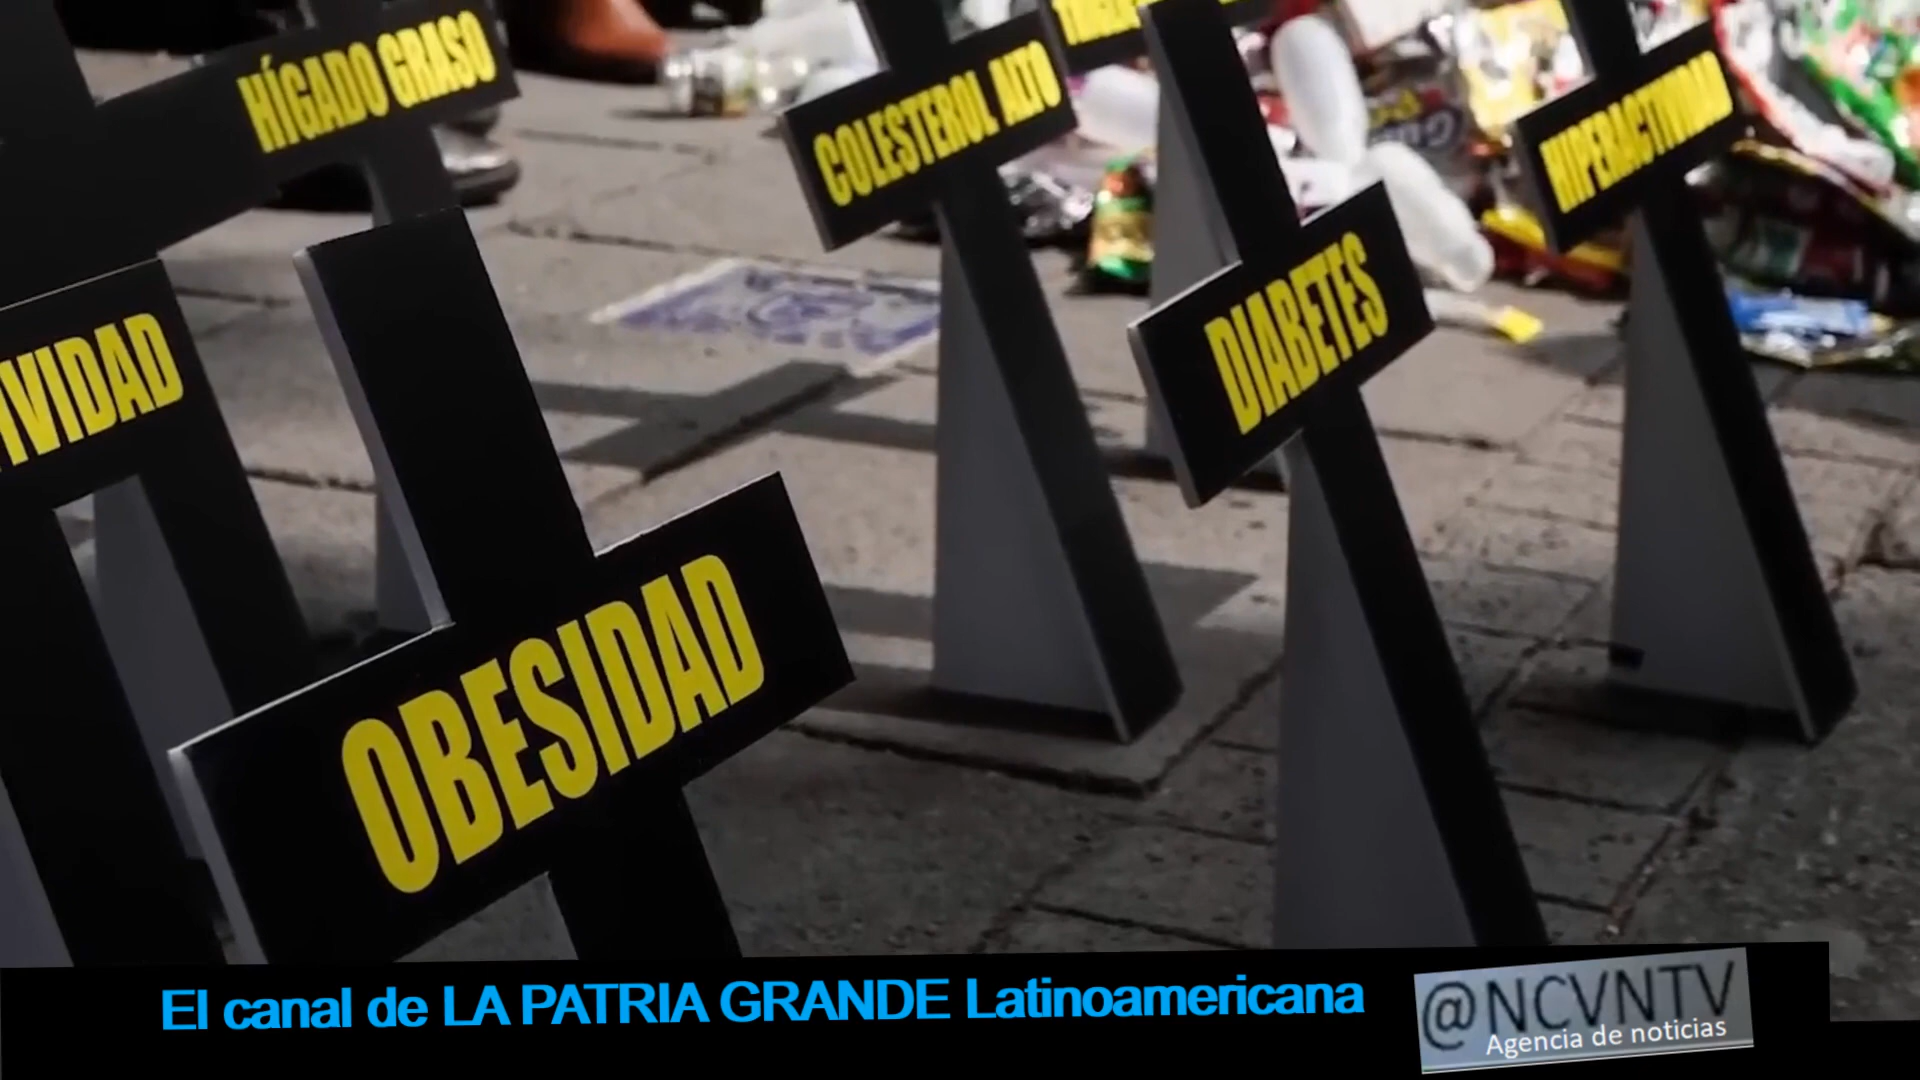 HÍGADO GRASO
COLESTEROL ALTO
HIPERACTIVIDAD
DIABETES
IVIDAD
OBESIDAD
El canal de LA PATRIA GRANDE Latinoamericana
@NCVNTV
Agencia de noticias